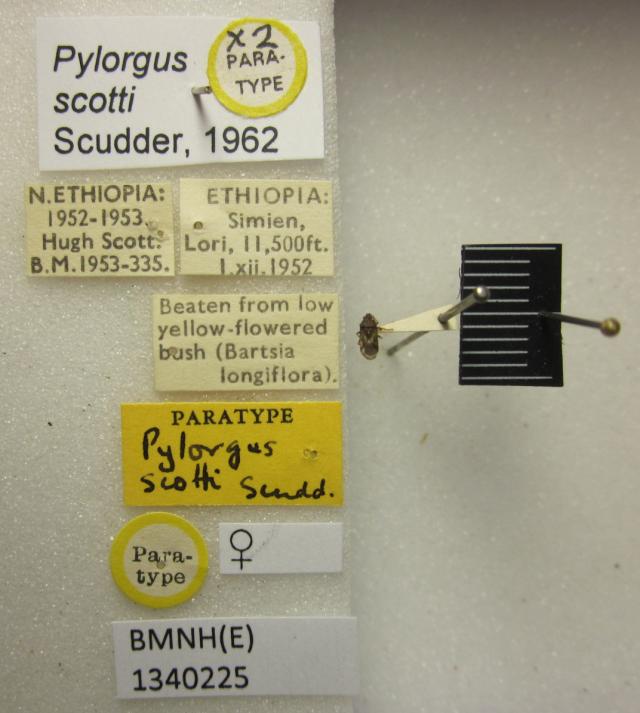 Pylorgus
scotti
Scudder, 1962
x2
PARA-
TYPE
N.ETHIOPIA:
1952-1953.
Hugh Scott.
B.M.1953-335.
ETHIOPIA:
Simien,
Lori, 11,500ft.
1.xii.1952
Beaten from low
yellow-flowered
bush (Bartsia
longiflora).
PARATYPE
Pylorgus
scotti Scudd.
Para-
type
♀
BMNH(E)
1340225